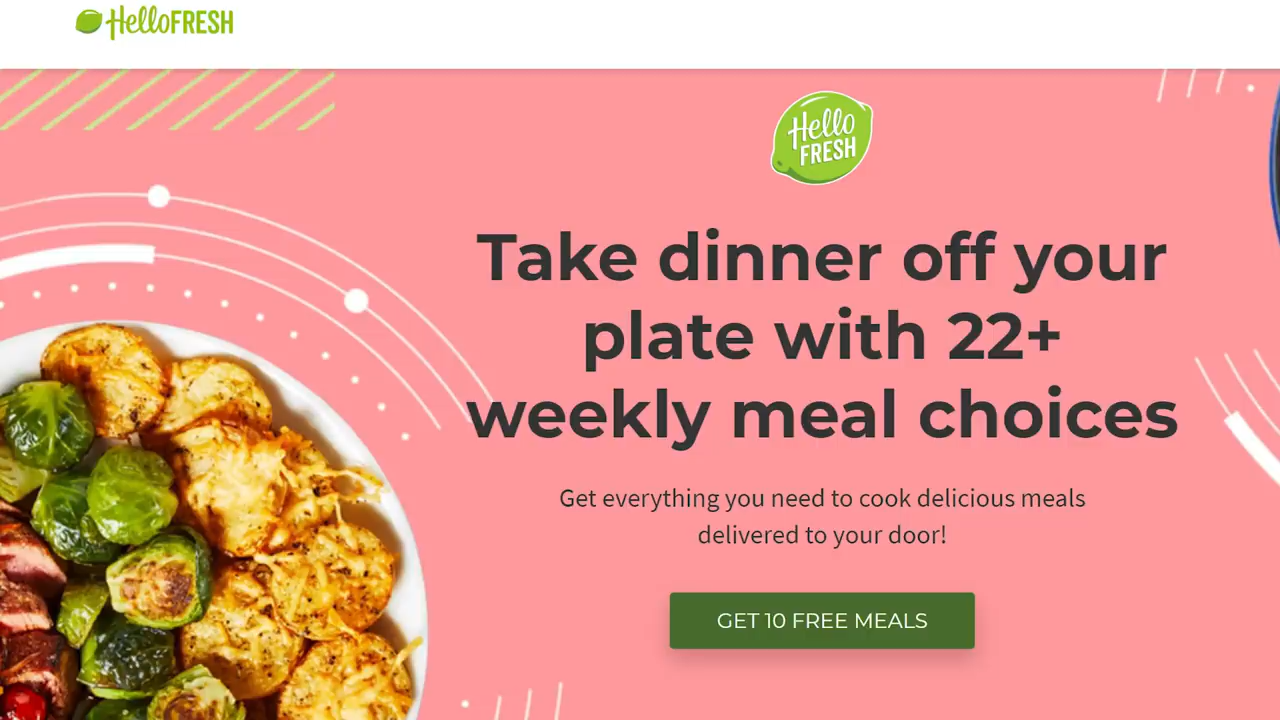 HelloFRESH
Hello
FRESH
Take dinner off your
plate with 22+
weekly meal choices
Get everything you need to cook delicious meals
delivered to your door!
GET 10 FREE MEALS